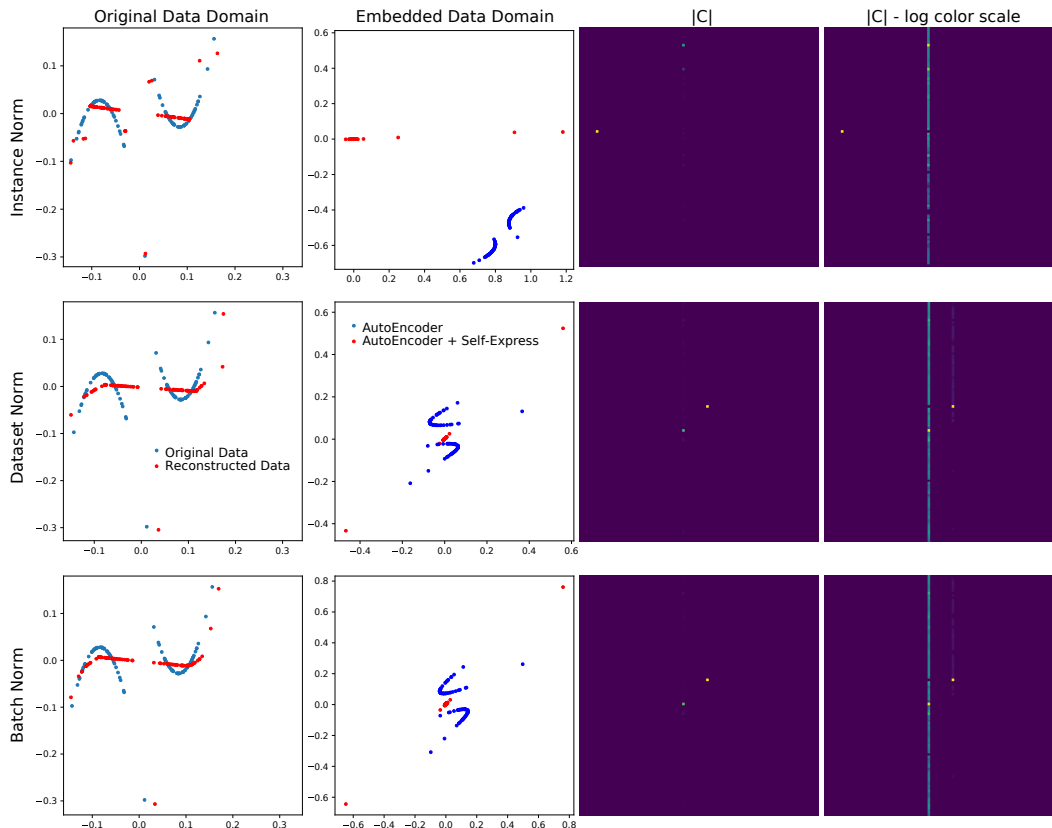 Original Data Domain
Embedded Data Domain
|C|
|C| - log color scale
Instance Norm
0.1
0.0
−0.1
−0.2
−0.3
−0.1 0.0 0.1 0.2 0.3
0.6
0.4
0.2
0.0
−0.2
−0.4
−0.6
0.0 0.2 0.4 0.6 0.8 1.0 1.2
Dataset Norm
0.1
0.0
−0.1
−0.2
−0.3
−0.1 0.0 0.1 0.2 0.3
Original Data
Reconstructed Data
0.6
0.4
0.2
0.0
−0.2
−0.4
−0.4 −0.2 0.0 0.2 0.4 0.6
AutoEncoder
AutoEncoder + Self-Express
Batch Norm
0.1
0.0
−0.1
−0.2
−0.3
−0.1 0.0 0.1 0.2 0.3
0.8
0.6
0.4
0.2
0.0
−0.2
−0.4
−0.6
−0.6 −0.4 −0.2 0.0 0.2 0.4 0.6 0.8